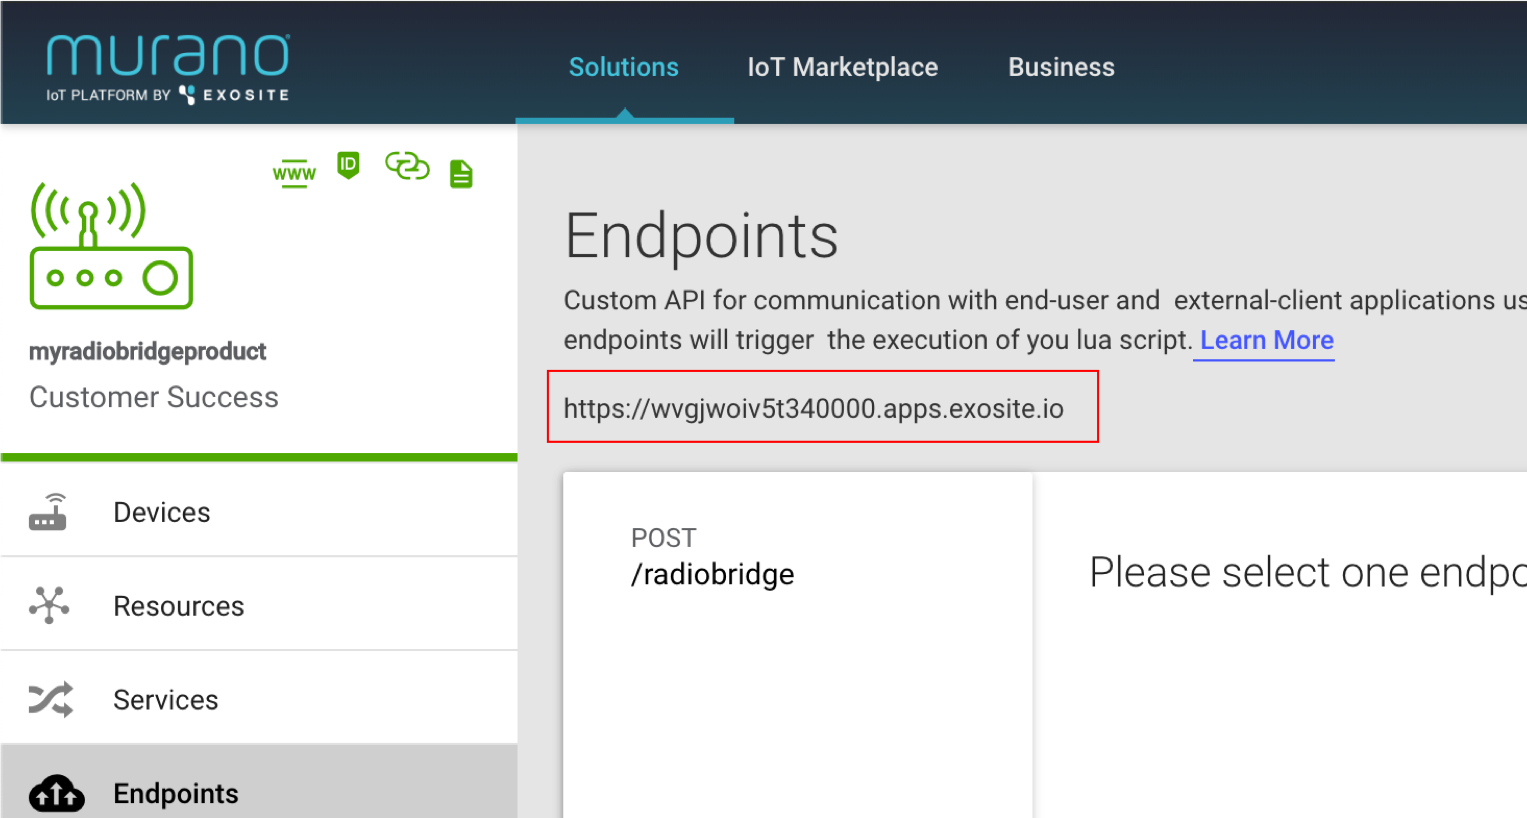 murano
IoT PLATFORM BY EXOSITE
Solutions
IoT Marketplace
Business
www
ID
myradiobridgeproduct
Customer Success
Devices
Resources
Services
Endpoints
Endpoints
Custom API for communication with end-user and external-client applications
endpoints will trigger the execution of you lua script. Learn More
https://wvgjwoiv5t340000.apps.exosite.io
POST
/radiobridge
Please select one